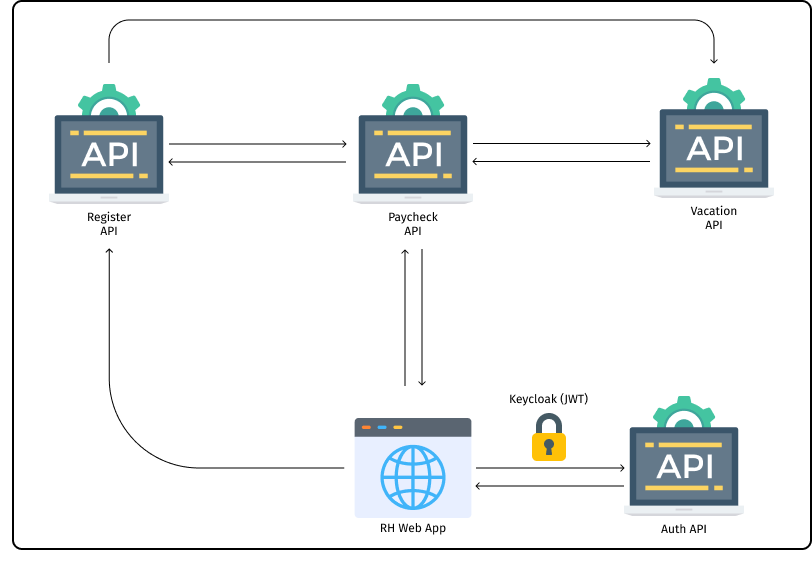 API
API
API
Register
API
Paycheck
API
Vacation
API
Keycloak (JWT)
API
RH Web App
Auth API